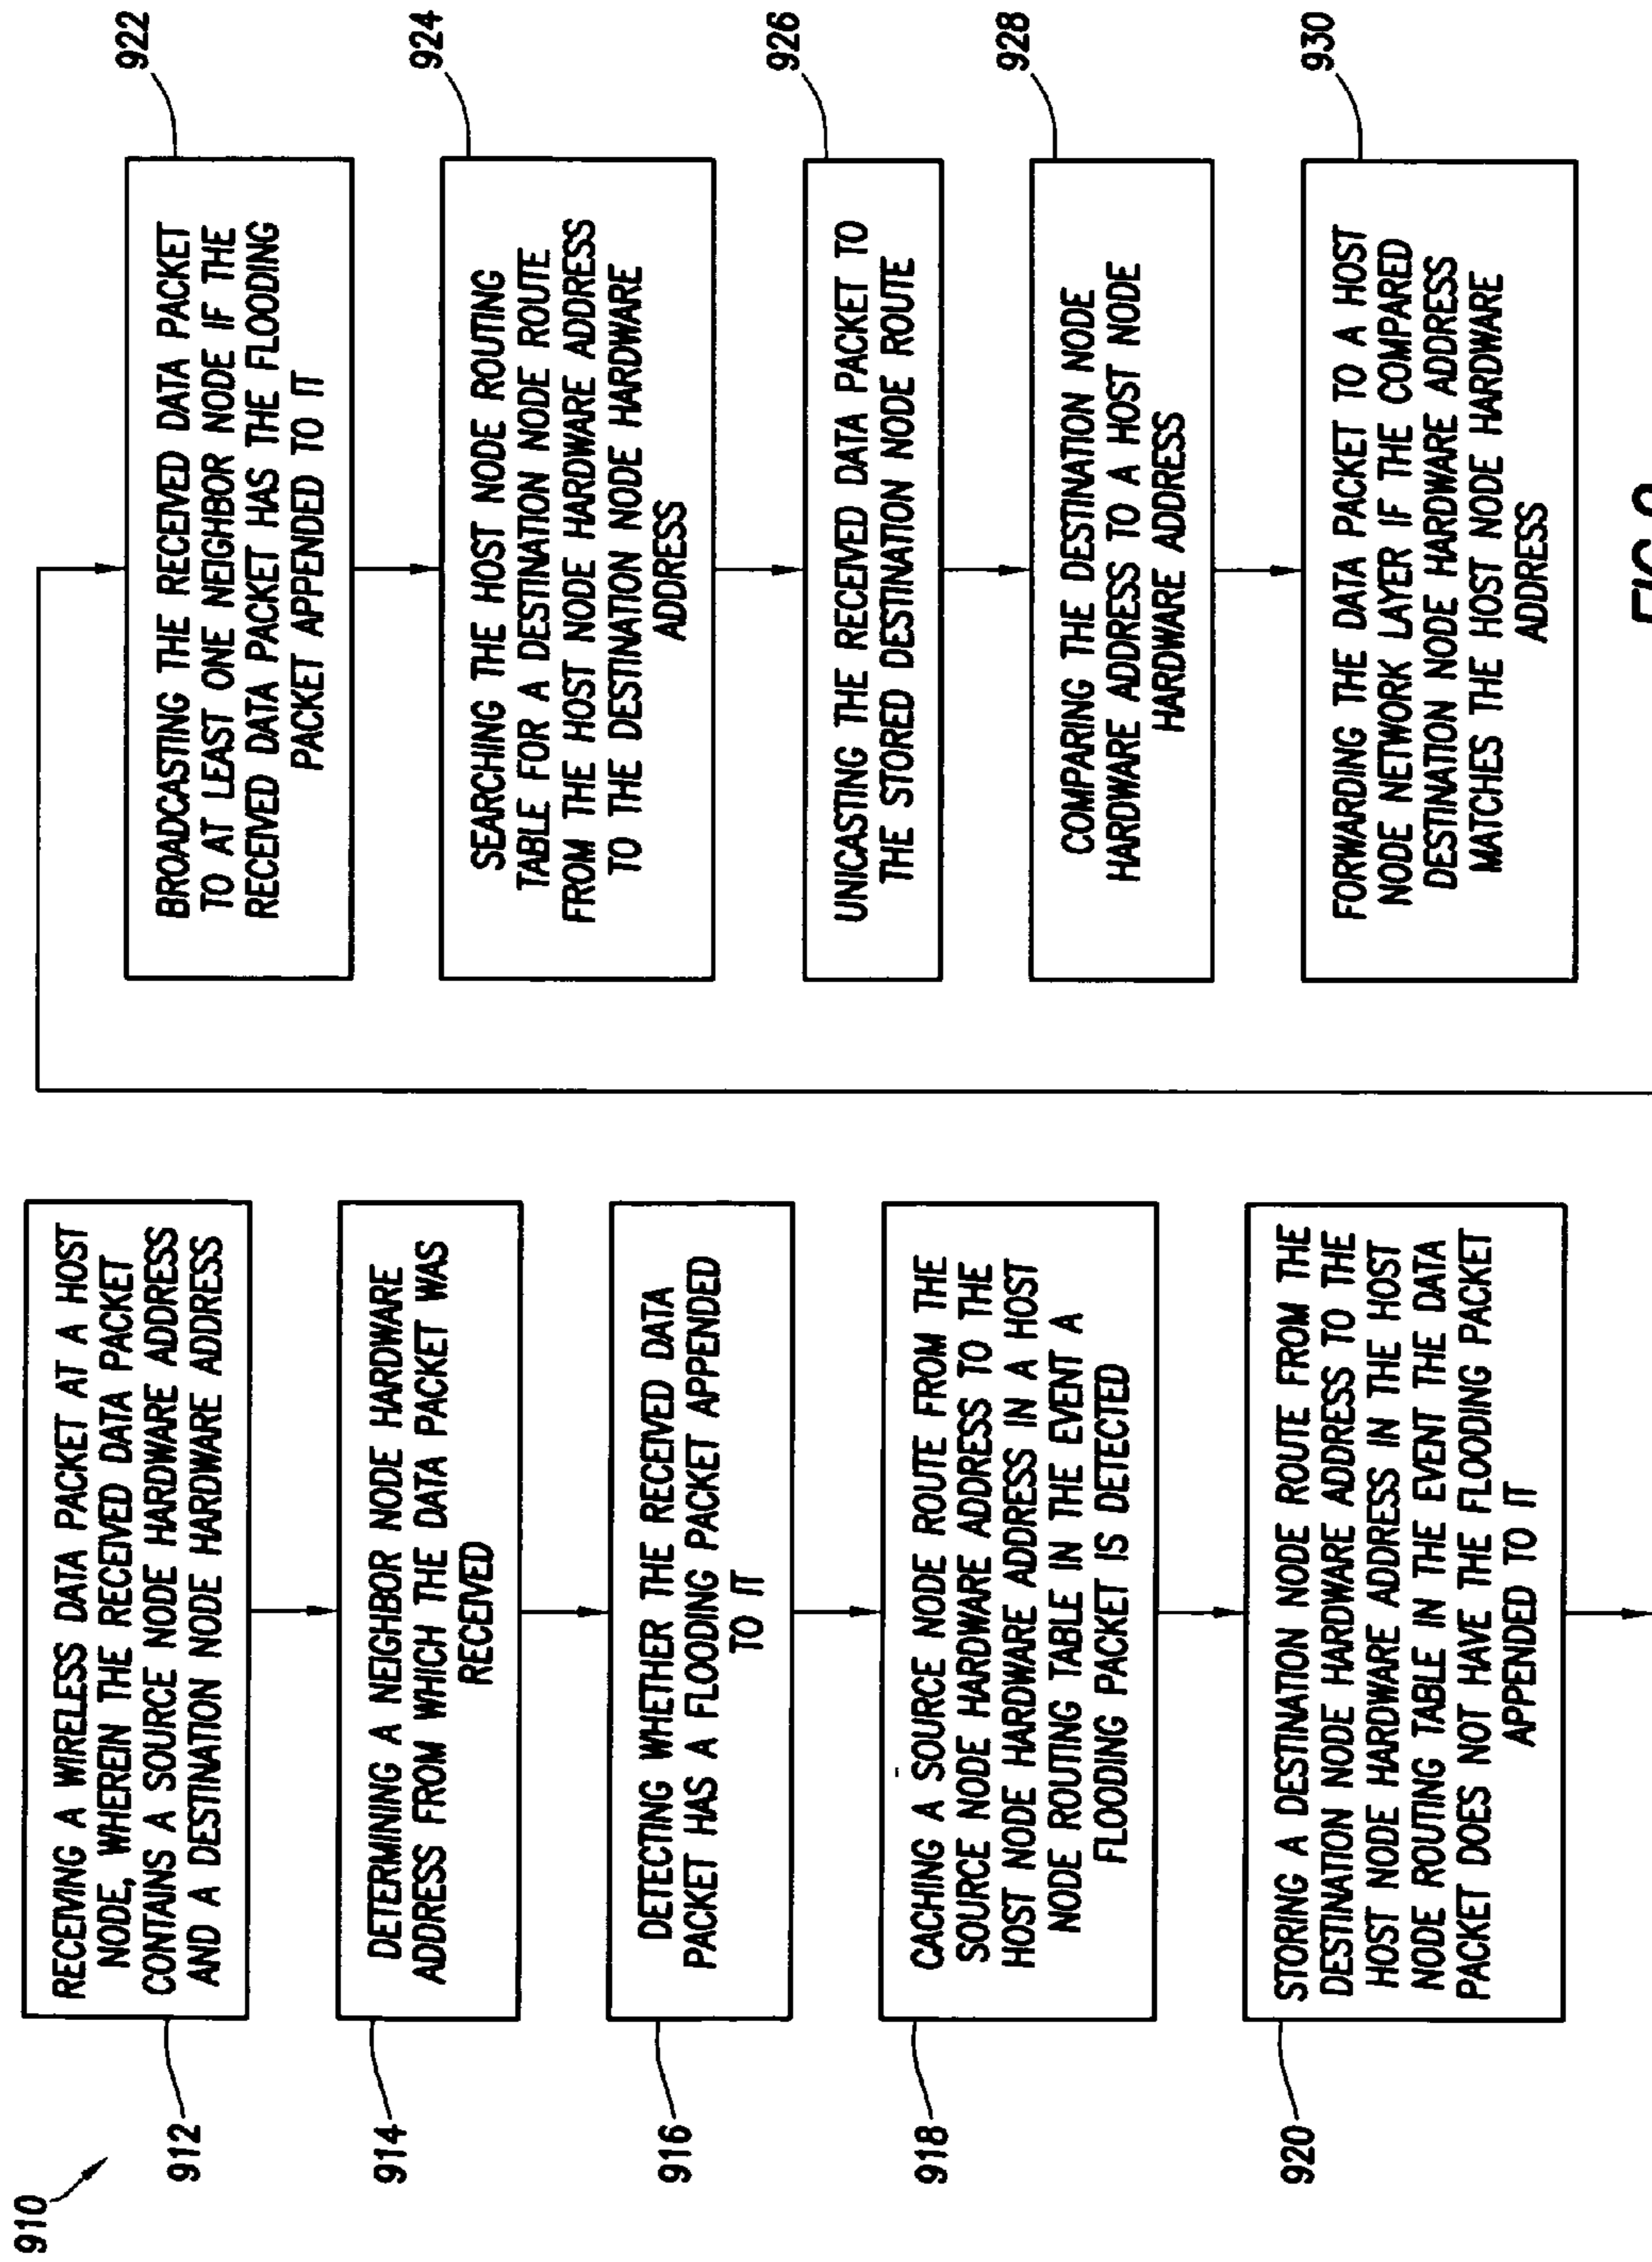 910
912
RECEIVING A WIRELESS DATA PACKET AT A HOST
NODE, WHEREIN THE RECEIVED DATA PACKET
CONTAINS A SOURCE NODE HARDWARE ADDRESS
AND A DESTINATION NODE HARDWARE ADDRESS
914
DETERMINING A NEIGHBOR NODE HARDWARE
ADDRESS FROM WHICH THE DATA PACKET WAS
RECEIVED
916
DETECTING WHETHER THE RECEIVED DATA
PACKET HAS A FLOODING PACKET APPENDED
TO IT
918
CACHING A SOURCE NODE ROUTE FROM THE
SOURCE NODE HARDWARE ADDRESS TO THE
HOST NODE HARDWARE ADDRESS IN A HOST
NODE ROUTING TABLE IN THE EVENT A
FLOODING PACKET IS DETECTED
920
STORING A DESTINATION NODE ROUTE FROM THE
DESTINATION NODE HARDWARE ADDRESS TO THE
HOST NODE HARDWARE ADDRESS IN THE HOST
NODE ROUTING TABLE IN THE EVENT THE DATA
PACKET DOES NOT HAVE THE FLOODING PACKET
APPENDED TO IT
922
BROADCASTING THE RECEIVED DATA PACKET
TO AT LEAST ONE NEIGHBOR NODE IF THE
RECEIVED DATA PACKET HAS THE FLOODING
PACKET APPENDED TO IT
924
SEARCHING THE HOST NODE ROUTING
TABLE FOR A DESTINATION NODE ROUTE
FROM THE HOST NODE HARDWARE ADDRESS
TO THE DESTINATION NODE HARDWARE
ADDRESS
926
UNICASTING THE RECEIVED DATA PACKET TO
THE STORED DESTINATION NODE ROUTE
928
COMPARING THE DESTINATION NODE
HARDWARE ADDRESS TO A HOST NODE
HARDWARE ADDRESS
930
FORWARDING THE DATA PACKET TO A HOST
NODE NETWORK LAYER IF THE COMPARED
DESTINATION NODE HARDWARE ADDRESS
MATCHES THE HOST NODE HARDWARE
ADDRESS